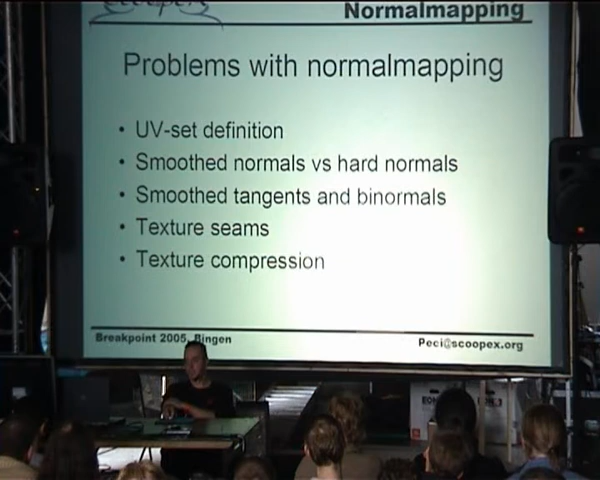 scoopers
Normalmapping
Problems with normalmapping
• UV-set definition
• Smoothed normals vs hard normals
• Smoothed tangents and binormals
• Texture seams
• Texture compression
Breakpoint 2005, Bingen
Peci@scoopex.org